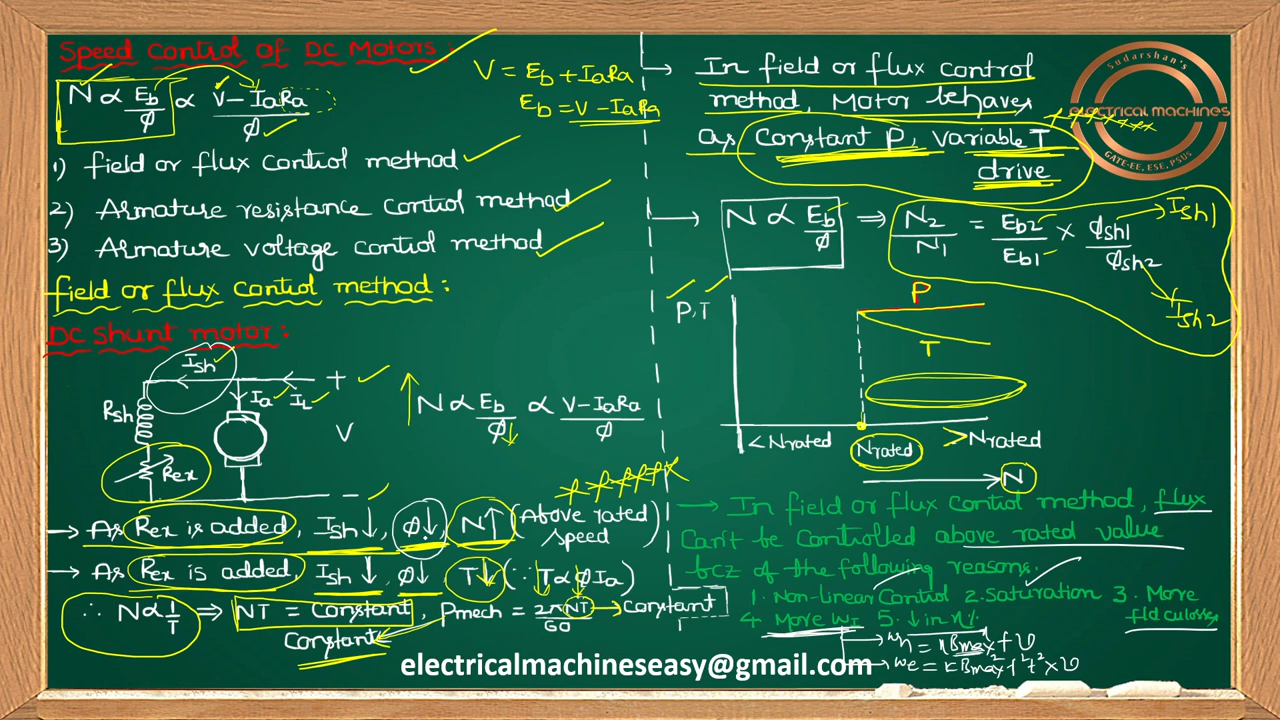 Speed Control of DC Motors:
N ∝ Eb/ϕ ∝ V-IaRa/ϕ
V = Eb + IaRa
Eb = V - IaRa
1) field or flux control method
2) Armature resistance control method
3) Armature voltage control method
field or flux control method:
DC Shunt motor:
Ish
Ia IL +
Rsh
V
Rex
-
N ∝ Eb/ϕ ∝ V-IaRa/ϕ
→ As Rex is added, Ish↓, ϕ↓, N↑ (Above rated speed)
→ As Rex is added, Ish↓ ϕ↓ T↓ (∵ T∝ϕIa)
∴ N∝1/T ⇒ NT = Constant, Pmech = 2πNT/60 → Constant
Constant
→ In field or flux control
method, Motor behaves
as Constant P, variable T
drive
→ N ∝ Eb/ϕ ⇒ N2/N1 = Eb2/Eb1 × ϕsh1/ϕsh2
Ish1
Ish2
P,T
P
T
<Nrated Nrated >Nrated
→ N
→ In field or flux control method, flux
Can't be controlled above rated value
bcz of the following reasons.
1. Non-linear Control 2. Saturation 3. More
4. More WI 5. ↓ in η%
electricalmachineseasy@gmail.com
Sudarshan's
ELECTRICAL MACHINES
GATE-EE, ESE, PSUS